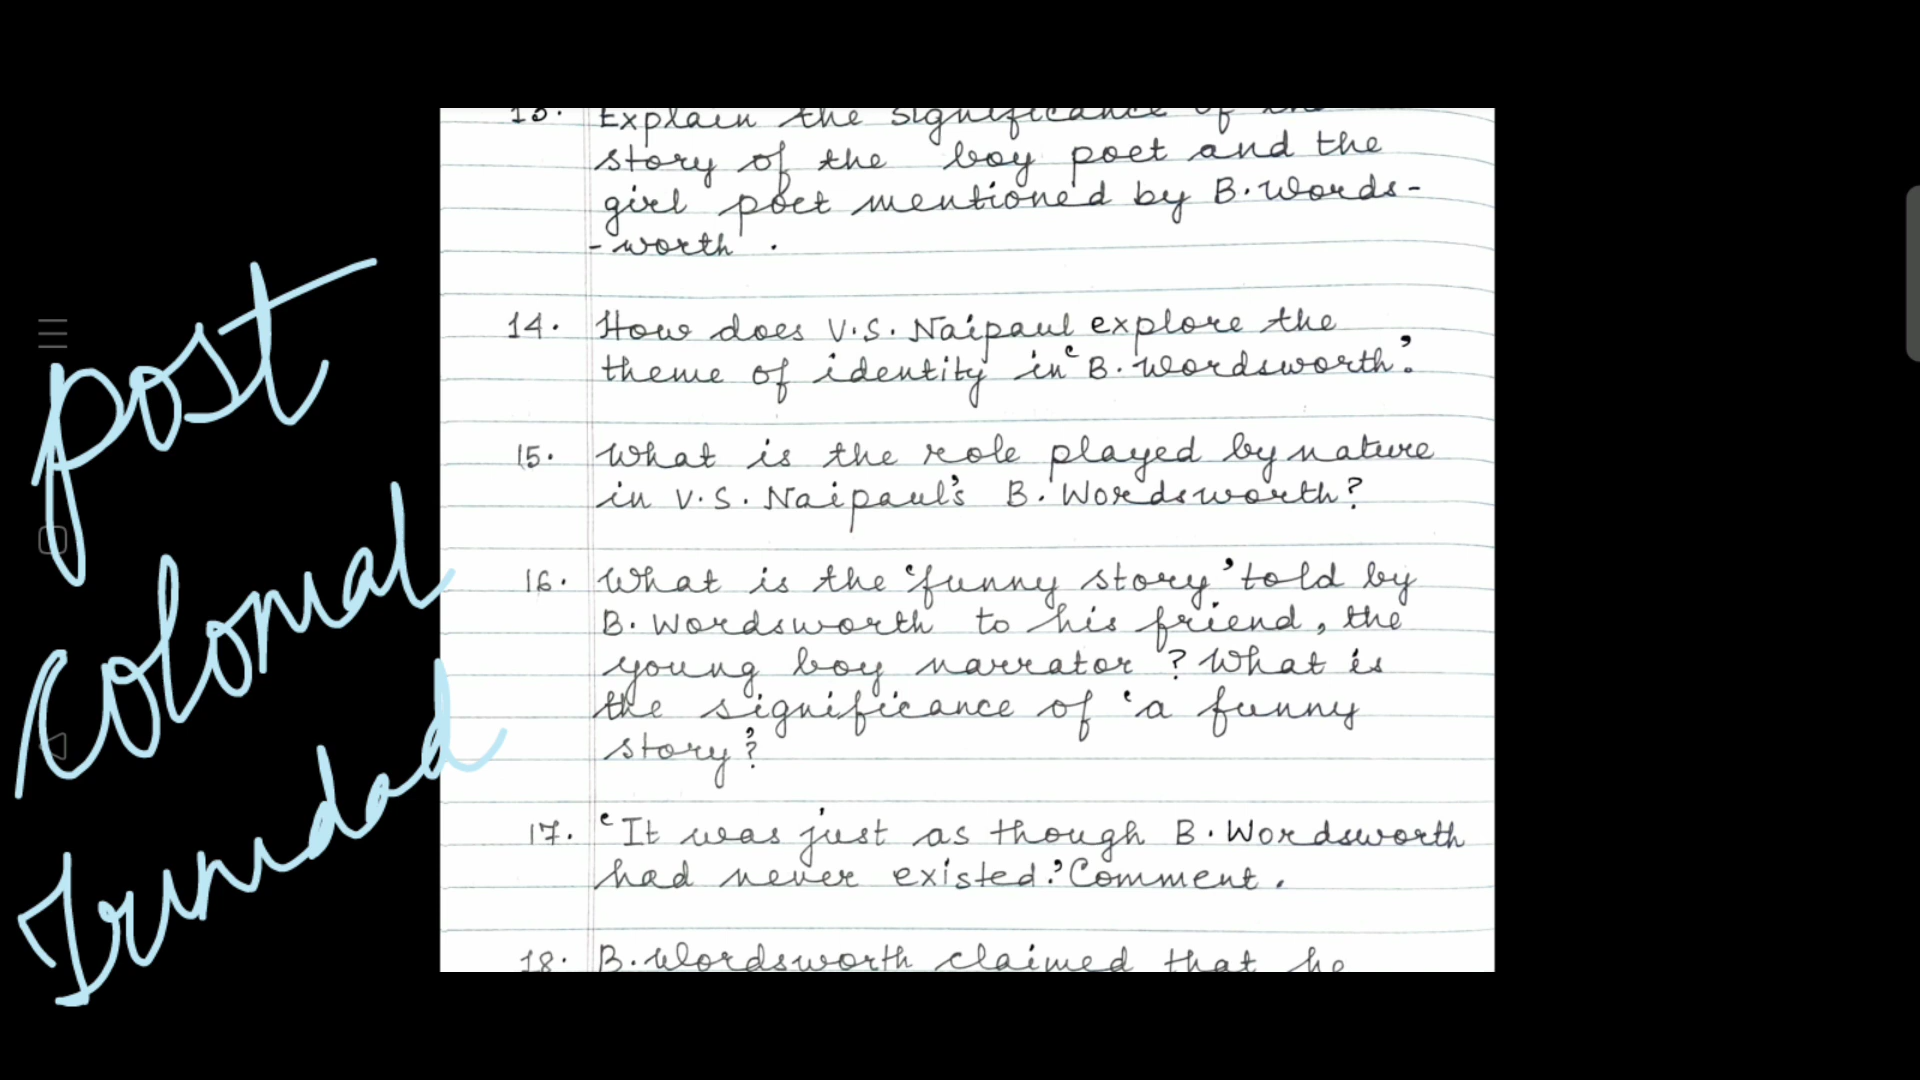 post
colonial
Trinidad
13. Explain the significance of the
story of the boy poet and the
girl poet mentioned by B. Words-
-worth .
14. How does V.S. Naipaul explore the
theme of identity in 'B. Wordsworth'.
15. What is the role played by nature
in V.S. Naipaul's B. Wordsworth?
16. What is the 'funny story' told by
B. Wordsworth to his friend, the
young boy narrator? What is
the significance of 'a funny
story'?
17. 'It was just as though B. Wordsworth
had never existed.' Comment.
18. B. Wordsworth claimed that he